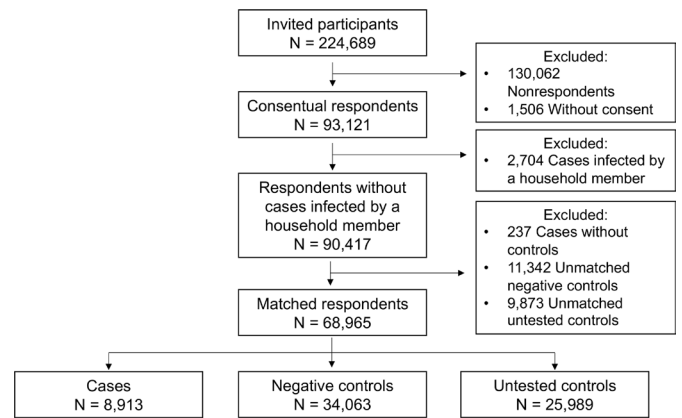 Invited participants
N = 224,689
Excluded:
• 130,062
Nonrespondents
• 1,506 Without consent
Consentual respondents
N = 93,121
Excluded:
• 2,704 Cases infected by
a household member
Respondents without
cases infected by a
household member
N = 90,417
Excluded:
• 237 Cases without
controls
• 11,342 Unmatched
negative controls
• 9,873 Unmatched
untested controls
Matched respondents
N = 68,965
Cases
N = 8,913
Negative controls
N = 34,063
Untested controls
N = 25,989